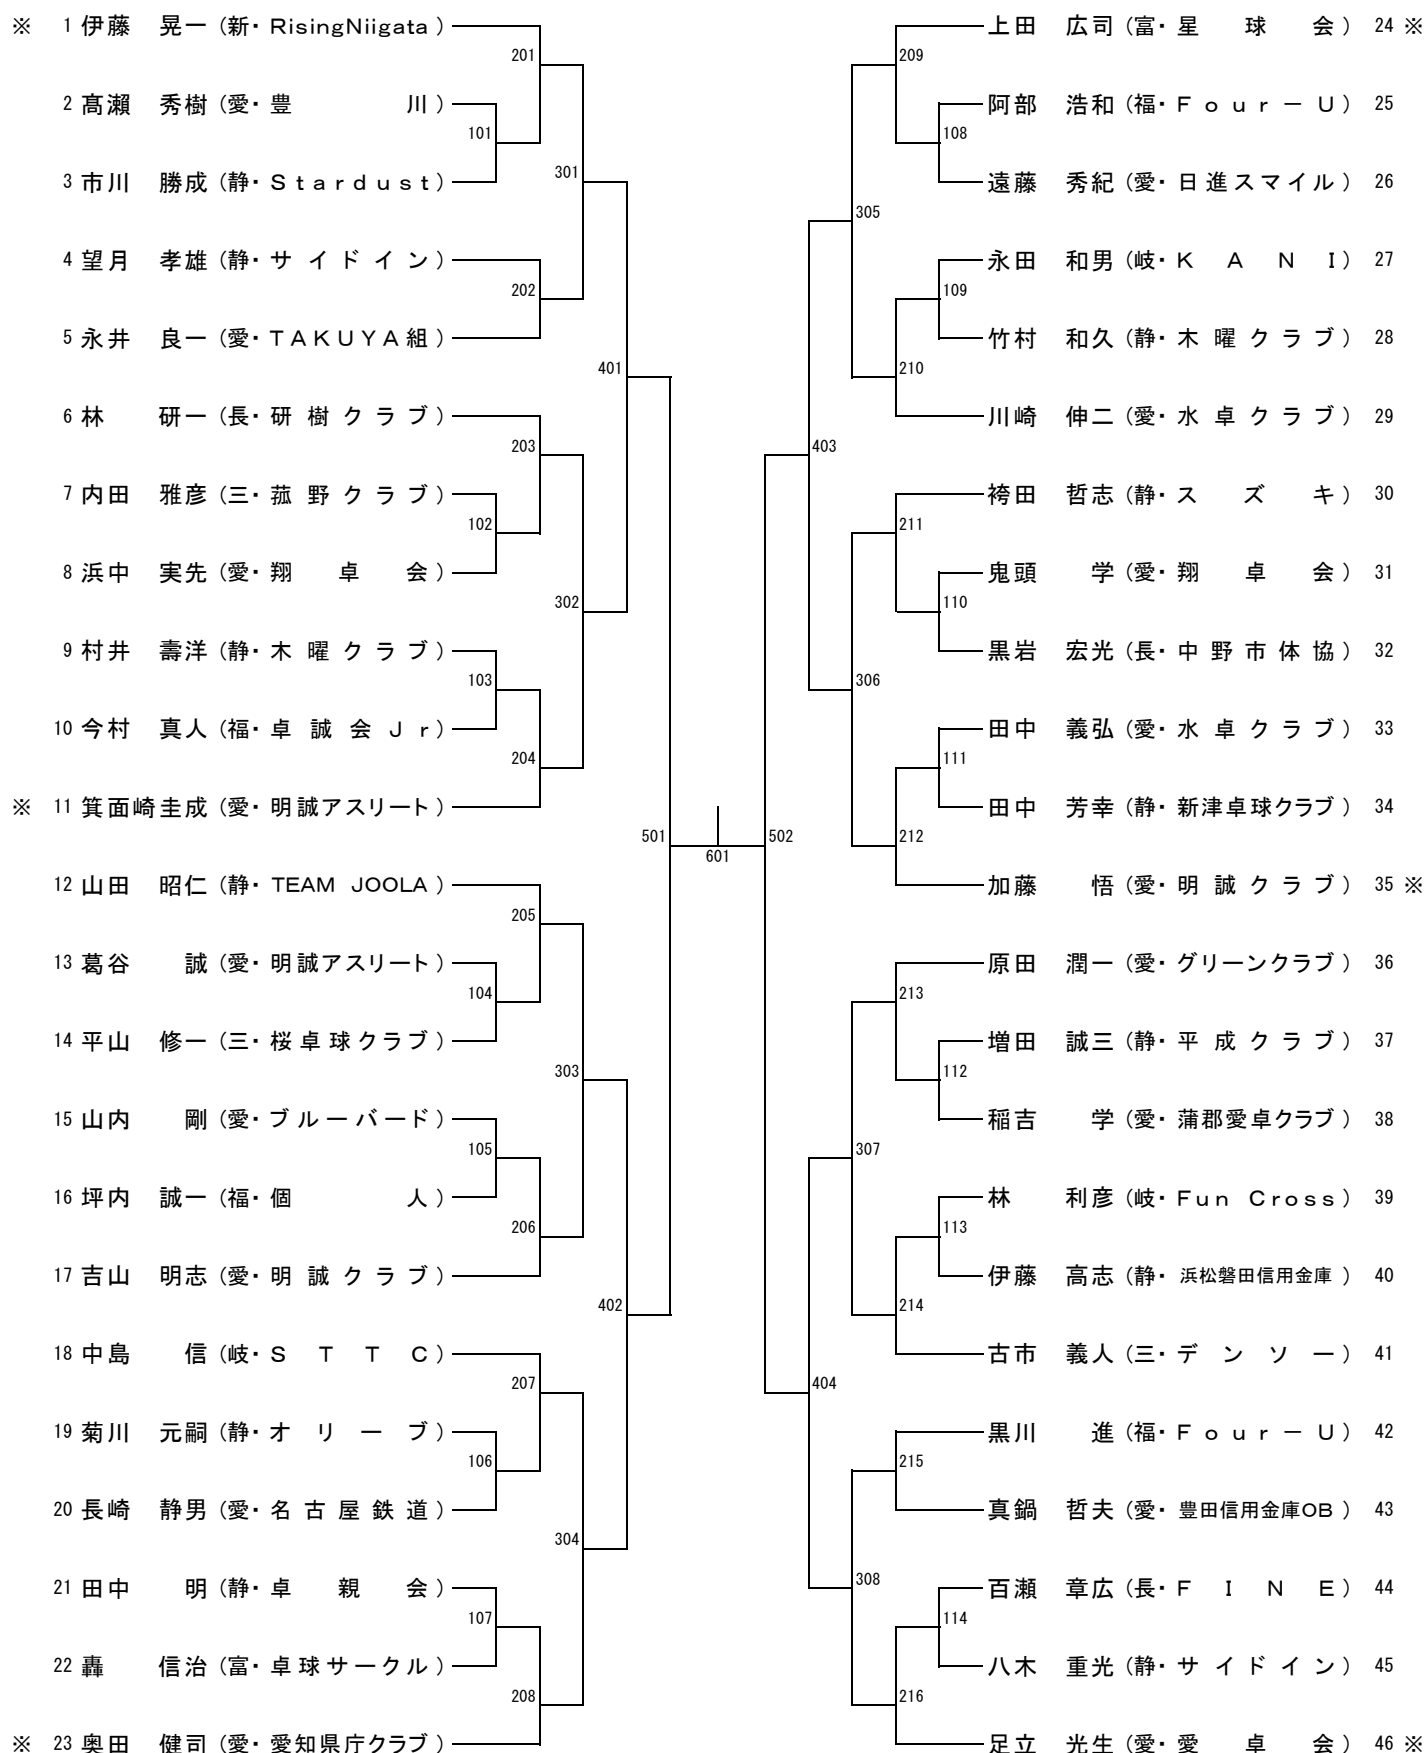 ※ 1 伊藤 晃一 (新・RisingNiigata)
201
2 髙瀨 秀樹 (愛・豊川)
101
3 市川 勝成 (静・Stardust)
301
4 望月 孝雄 (静・サイドイン)
202
5 永井 良一 (愛・TAKUYA組)
401
6 林 研一 (長・研樹クラブ)
203
7 内田 雅彦 (三・菰野クラブ)
102
8 浜中 実先 (愛・翔卓会)
302
9 村井 壽洋 (静・木曜クラブ)
103
10 今村 真人 (福・卓誠会Jr)
204
※ 11 箕面崎圭成 (愛・明誠アスリート)
501
601
12 山田 昭仁 (静・TEAM JOOLA)
205
13 葛谷 誠 (愛・明誠アスリート)
104
14 平山 修一 (三・桜卓球クラブ)
303
15 山内 剛 (愛・ブルーバード)
105
16 坪内 誠一 (福・個人)
206
17 吉山 明志 (愛・明誠クラブ)
402
18 中島 信 (岐・STTC)
207
19 菊川 元嗣 (静・オリーブ)
106
20 長崎 静男 (愛・名古屋鉄道)
304
21 田中 明 (静・卓親会)
107
22 轟 信治 (富・卓球サークル)
208
※ 23 奥田 健司 (愛・愛知県庁クラブ)
上田 広司 (富・星球会) 24 ※
209
阿部 浩和 (福・Four－U) 25
108
遠藤 秀紀 (愛・日進スマイル) 26
305
永田 和男 (岐・KANI) 27
109
竹村 和久 (静・木曜クラブ) 28
210
川崎 伸二 (愛・水卓クラブ) 29
403
袴田 哲志 (静・スズキ) 30
211
鬼頭 学 (愛・翔卓会) 31
110
黒岩 宏光 (長・中野市体協) 32
306
田中 義弘 (愛・水卓クラブ) 33
111
田中 芳幸 (静・新津卓球クラブ) 34
212
502
加藤 悟 (愛・明誠クラブ) 35 ※
原田 潤一 (愛・グリーンクラブ) 36
213
増田 誠三 (静・平成クラブ) 37
112
稲吉 学 (愛・蒲郡愛卓クラブ) 38
307
林 利彦 (岐・Fun Cross) 39
113
伊藤 高志 (静・浜松磐田信用金庫) 40
214
古市 義人 (三・デンソー) 41
404
黒川 進 (福・Four－U) 42
215
真鍋 哲夫 (愛・豊田信用金庫OB) 43
308
百瀬 章広 (長・FINE) 44
114
八木 重光 (静・サイドイン) 45
216
足立 光生 (愛・愛卓会) 46 ※